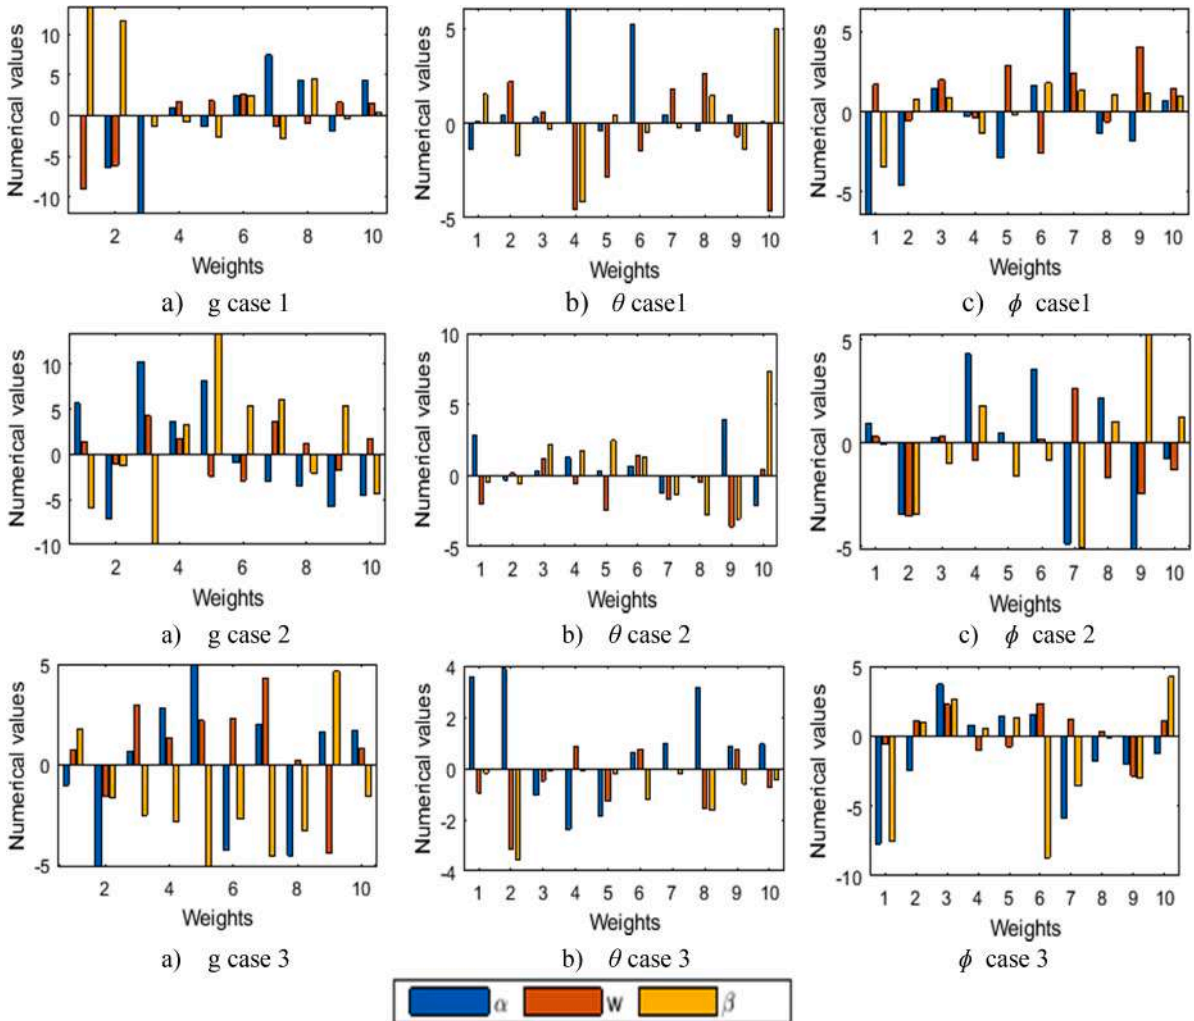 Numerical values
10
5
0
-5
-10
2 4 6 8 10
Weights
a) g case 1
Numerical values
5
0
-5
1 2 3 4 5 6 7 8 9 10
Weights
b) θ case1
Numerical values
5
0
-5
1 2 3 4 5 6 7 8 9 10
Weights
c) ϕ case1
Numerical values
10
5
0
-5
-10
2 4 6 8 10
Weights
a) g case 2
Numerical values
10
5
0
-5
1 2 3 4 5 6 7 8 9 10
Weights
b) θ case 2
Numerical values
5
0
-5
1 2 3 4 5 6 7 8 9 10
Weights
c) ϕ case 2
Numerical values
5
0
-5
2 4 6 8 10
Weights
a) g case 3
Numerical values
4
2
0
-2
-4
1 2 3 4 5 6 7 8 9 10
Weights
b) θ case 3
Numerical values
5
0
-5
-10
1 2 3 4 5 6 7 8 9 10
Weights
ϕ case 3
α w β